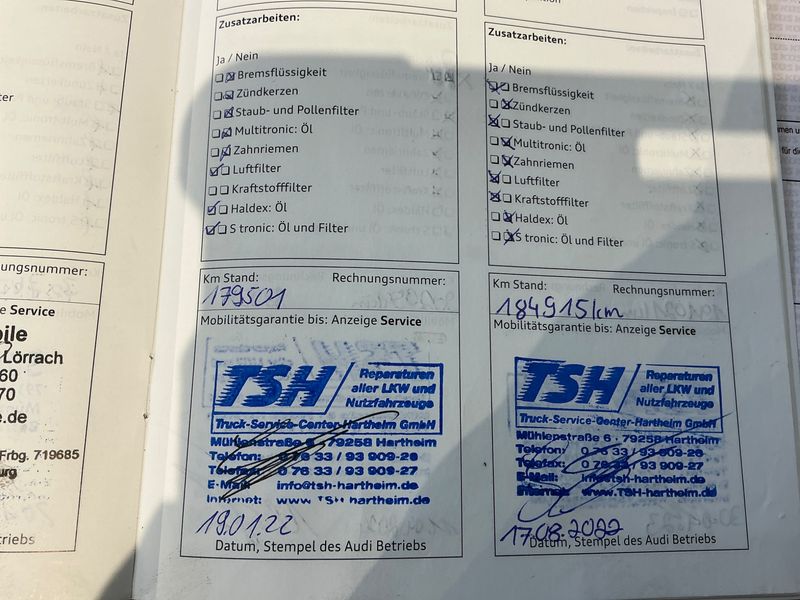 Zusatzarbeiten:
Ja / Nein
Bremsflüssigkeit
Zündkerzen
Staub- und Pollenfilter
Multitronic: Öl
Zahnriemen
Luftfilter
Kraftstofffilter
Haldex: Öl
S tronic: Öl und Filter
Km Stand: Rechnungsnummer:
179501
Mobilitätsgarantie bis: Anzeige Service
TSH Reparaturen
aller LKW und
Nutzfahrzeuge
Truck-Service-Center-Hartheim GmbH
Mühlenstraße 6 · 79258 Hartheim
Telefon: 0 76 33 / 93 909-26
Telefax: 0 76 33 / 93 909-27
E-Mail: info@tsh-hartheim.de
Internet: www.TSH-hartheim.de
19.01.22
Datum, Stempel des Audi Betriebs
Zusatzarbeiten:
Ja / Nein
Bremsflüssigkeit
Zündkerzen
Staub- und Pollenfilter
Multitronic: Öl
Zahnriemen
Luftfilter
Kraftstofffilter
Haldex: Öl
S tronic: Öl und Filter
Km Stand: Rechnungsnummer:
184915km
Mobilitätsgarantie bis: Anzeige Service
TSH Reparaturen
aller LKW und
Nutzfahrzeuge
Truck-Service-Center-Hartheim GmbH
Mühlenstraße 6 · 79258 Hartheim
Telefon: 0 76 33 / 93 909-26
Telefax: 0 76 33 / 93 909-27
E-Mail: info@tsh-hartheim.de
Internet: www.TSH-hartheim.de
17.08.2022
Datum, Stempel des Audi Betriebs
ter
nungsnummer:
e Service
ile
Lörrach
60
70
e.de
Frbg. 719685
burg
triebs